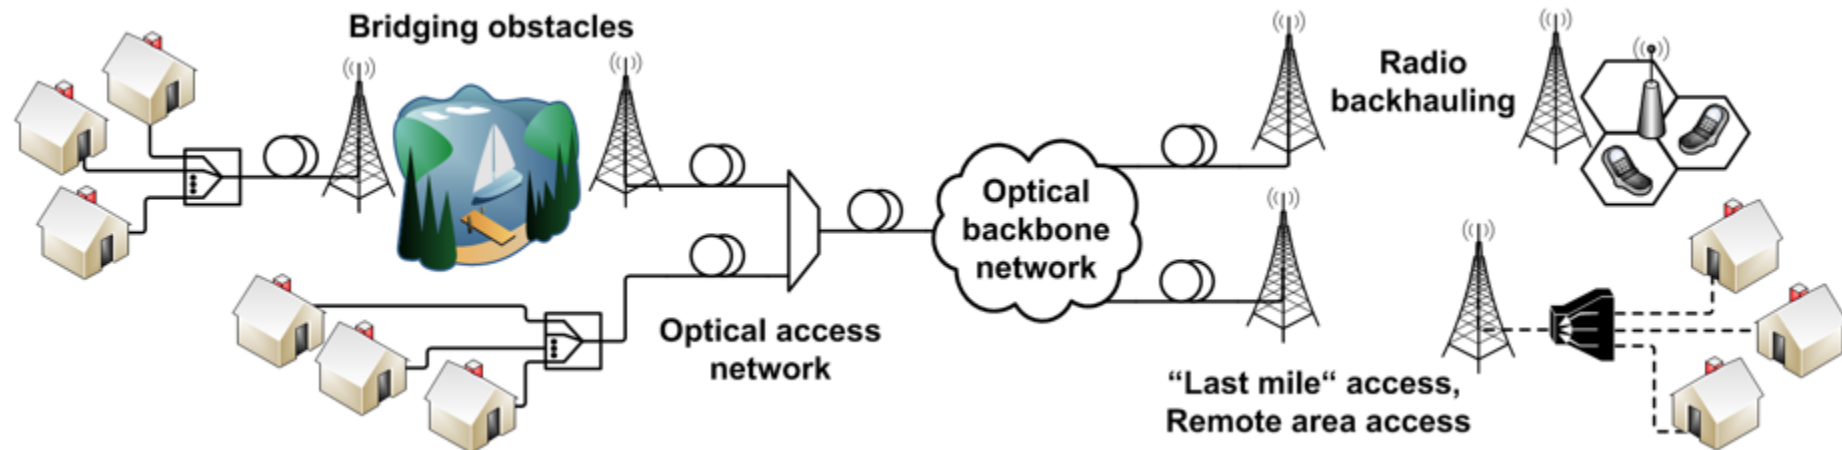 Bridging obstacles
Radio
backhauling
Optical
backbone
network
Optical access
network
“Last mile“ access,
Remote area access